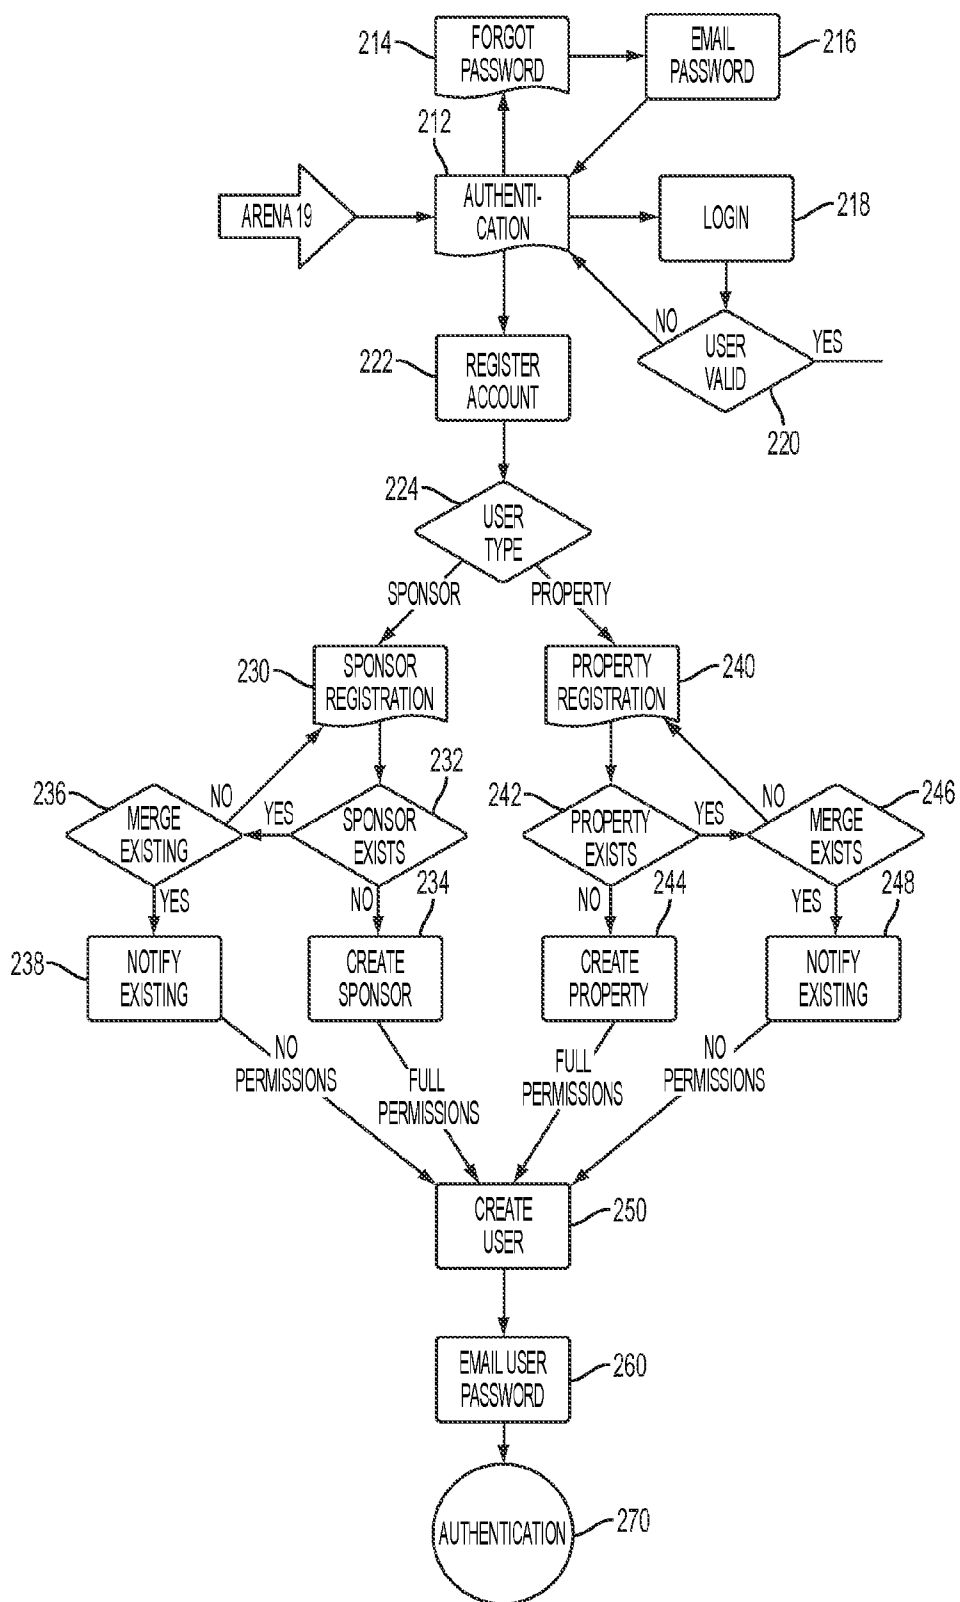 214
FORGOT
PASSWORD
EMAIL
PASSWORD
216
212
ARENA 19
AUTHENTI-
CATION
LOGIN
218
NO
USER
VALID
YES
220
222
REGISTER
ACCOUNT
224
USER
TYPE
SPONSOR
PROPERTY
230
SPONSOR
REGISTRATION
PROPERTY
REGISTRATION
240
236
MERGE
EXISTING
NO
YES
232
SPONSOR
EXISTS
242
PROPERTY
EXISTS
YES
NO
MERGE
EXISTS
246
YES
NO
234
NO
244
YES
248
238
NOTIFY
EXISTING
CREATE
SPONSOR
CREATE
PROPERTY
NOTIFY
EXISTING
NO
PERMISSIONS
FULL
PERMISSIONS
FULL
PERMISSIONS
NO
PERMISSIONS
CREATE
USER
250
EMAIL USER
PASSWORD
260
AUTHENTICATION
270